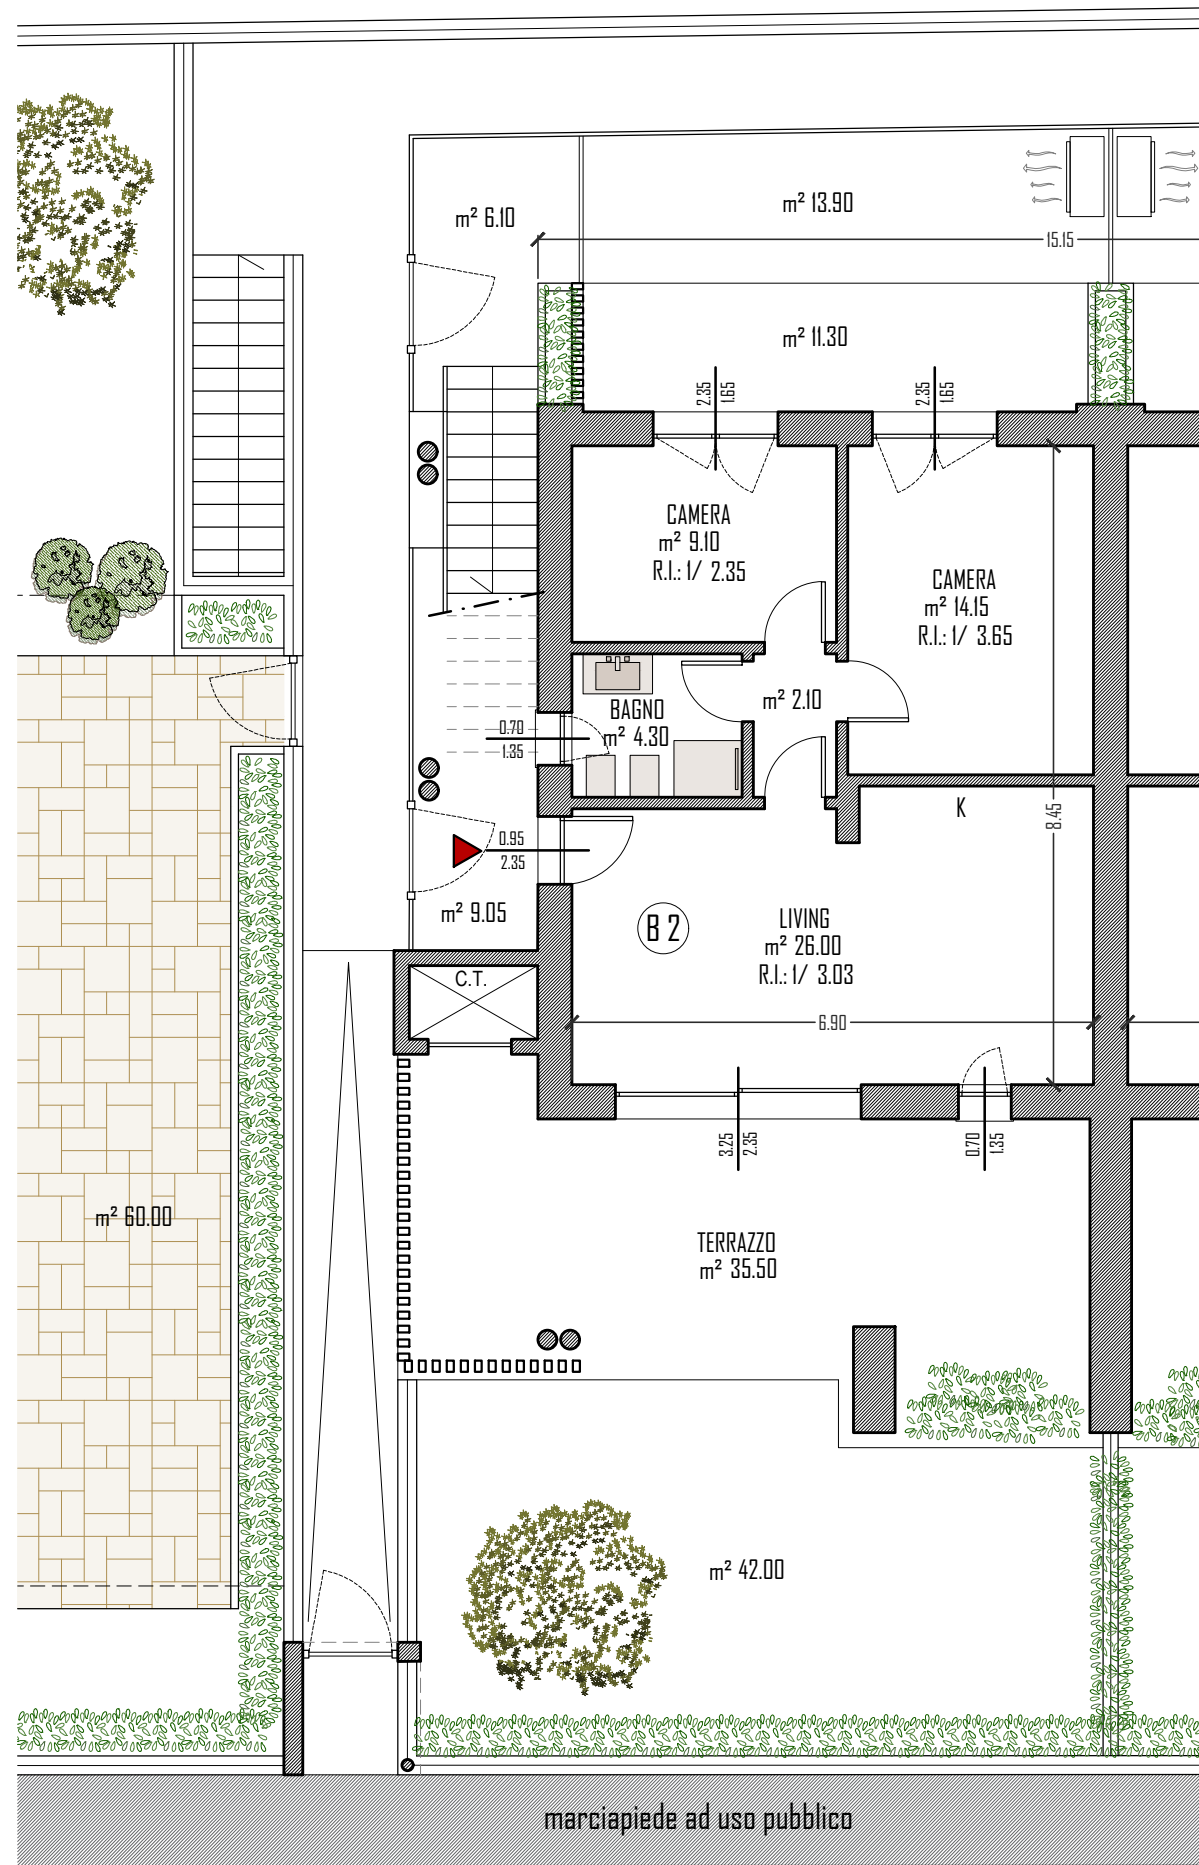 m² 6.10
m² 13.90
15.15
m² 11.30
2.35
1.65
2.35
1.65
CAMERA
m² 9.10
R.I.: 1/ 2.35
CAMERA
m² 14.15
R.I.: 1/ 3.65
m² 2.10
BAGNO
m² 4.30
0.70
1.35
K
8.45
0.95
2.35
m² 9.05
B 2
LIVING
m² 26.00
R.I.: 1/ 3.03
C.T.
6.90
3.25
2.35
0.70
1.35
m² 60.00
TERRAZZO
m² 35.50
m² 42.00
marciapiede ad uso pubblico